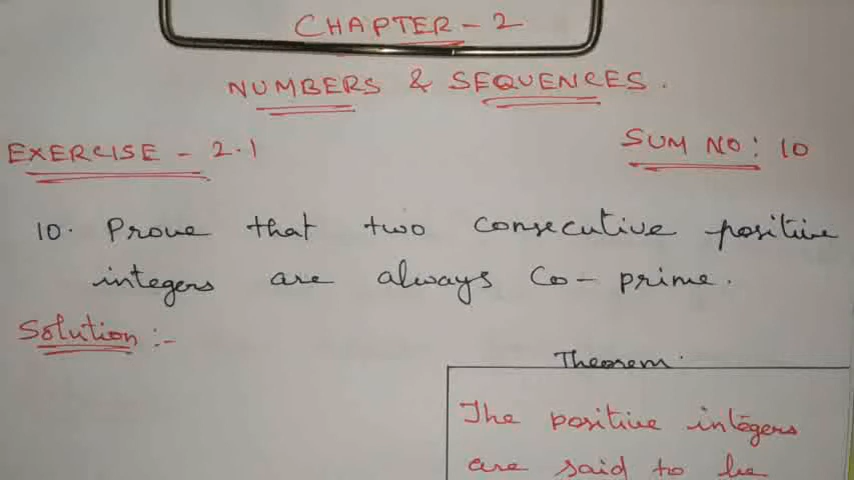 CHAPTER - 2
NUMBERS & SEQUENCES.
EXERCISE - 2.1
SUM NO: 10
10. Prove that two consecutive positive
integers are always Co-prime.
Solution :-
Theorem.
The positive integers
are said to be